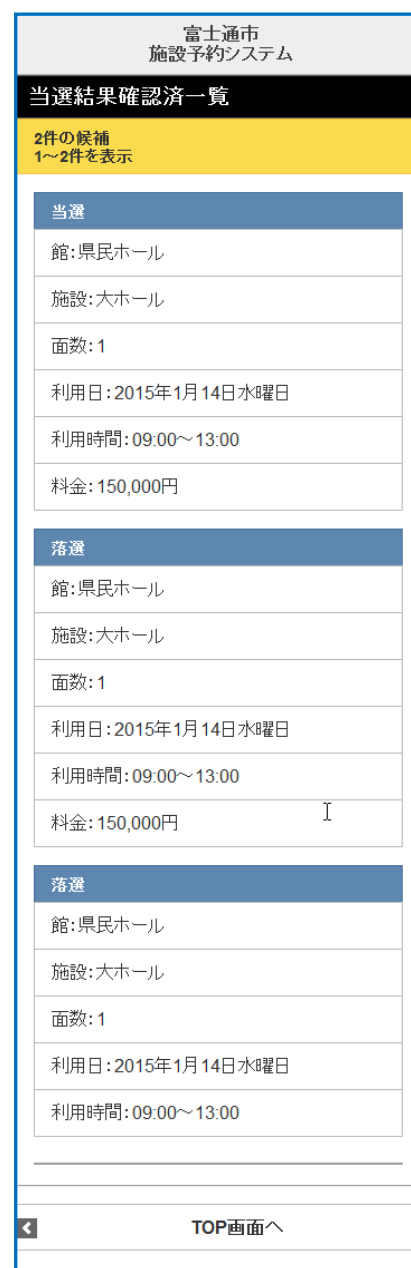 富士通市
施設予約システム
当選結果確認済一覧
2件の候補
1～2件を表示
当選
館:県民ホール
施設:大ホール
面数:1
利用日:2015年1月14日水曜日
利用時間:09:00～13:00
料金:150,000円
落選
館:県民ホール
施設:大ホール
面数:1
利用日:2015年1月14日水曜日
利用時間:09:00～13:00
料金:150,000円
落選
館:県民ホール
施設:大ホール
面数:1
利用日:2015年1月14日水曜日
利用時間:09:00～13:00
TOP画面へ